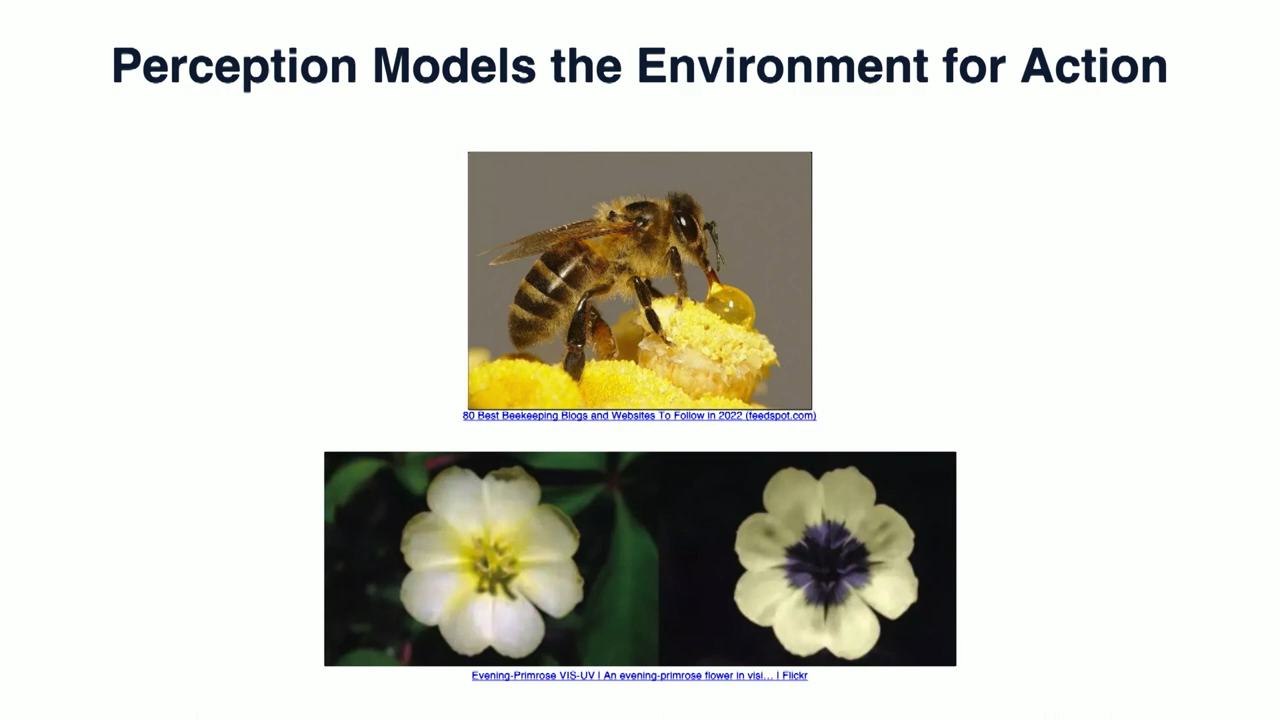 Perception Models the Environment for Action
80 Best Beekeeping Blogs and Websites To Follow in 2022 (feedspot.com)
Evening-Primrose VIS-UV | An evening-primrose flower in visi… | Flickr